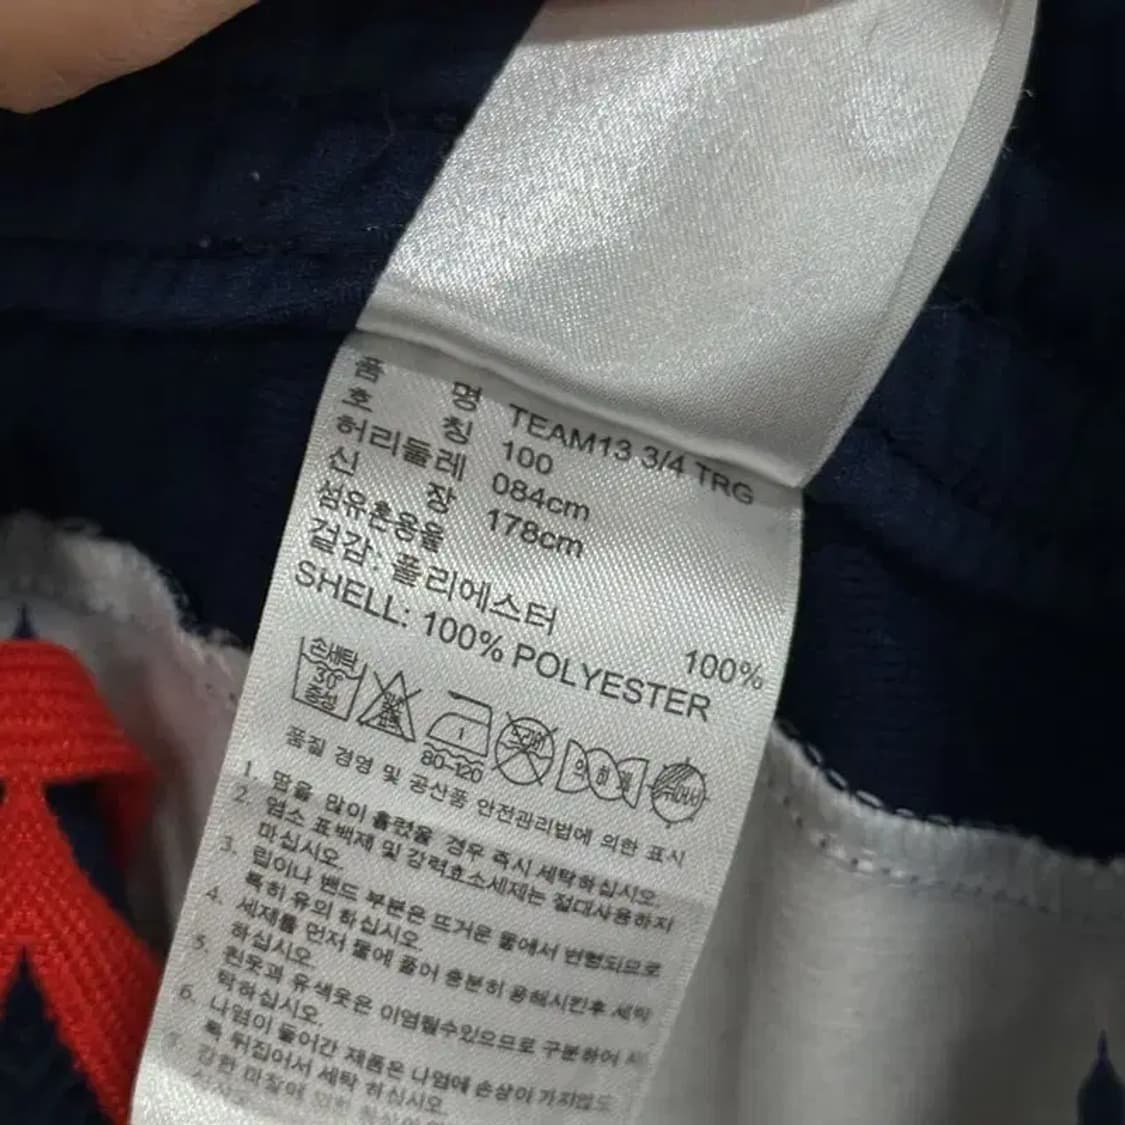 품 명 TEAM13 3/4 TRG
호 칭 100
허리둘레 084cm
신 장 178cm
섬유혼용율
겉감: 폴리에스터 100%
SHELL: 100% POLYESTER
손세탁
30°
중성
80~120
품질 경영 및 공산품 안전관리법에 의한 표시
1. 땀을 많이 흘렸을 경우 즉시 세탁하십시오.
2. 염소 표백제 및 강력효소세제는 절대사용하지
마십시오.
3. 립이나 밴드 부분은 뜨거운 물에서 변형되므로
특히 유의 하십시오.
4. 세제를 먼저 물에 풀어 충분히 용해시킨후 세탁
하십시오.
5. 흰옷과 유색옷은 이염될수있으므로 구분하여 세
탁하십시오.
6. 나염이 들어간 제품은 나염에 손상이 가지않도
록 뒤집어서 세탁 하십시오.
강한 마찰에 의한